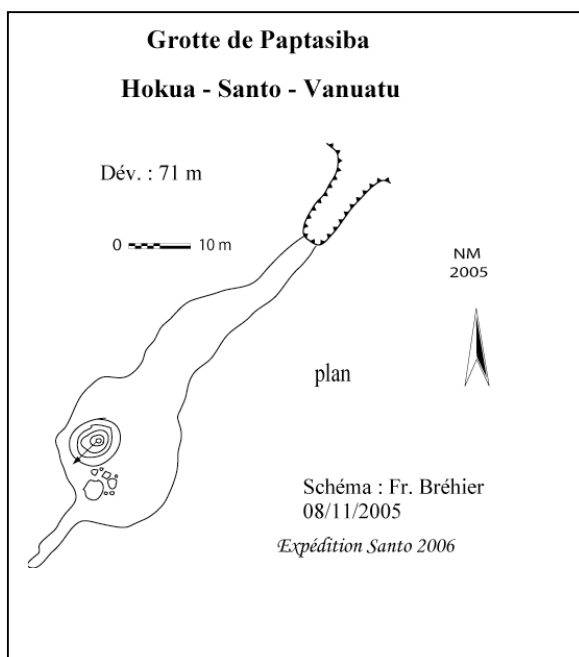 Grotte de Paptasiba
Hokua - Santo - Vanuatu
Dév. : 71 m
0 10 m
NM
2005
plan
Schéma : Fr. Bréhier
08/11/2005
Expédition Santo 2006